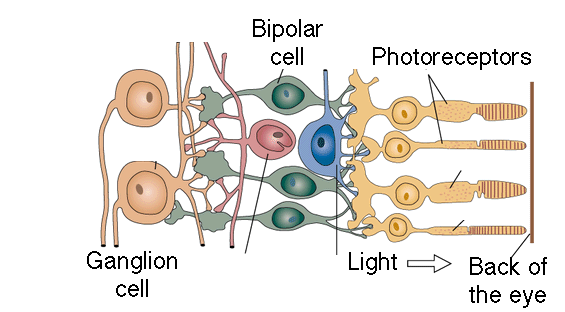 Bipolar
cell
Photoreceptors
Ganglion
cell
Light
Back of
the eye